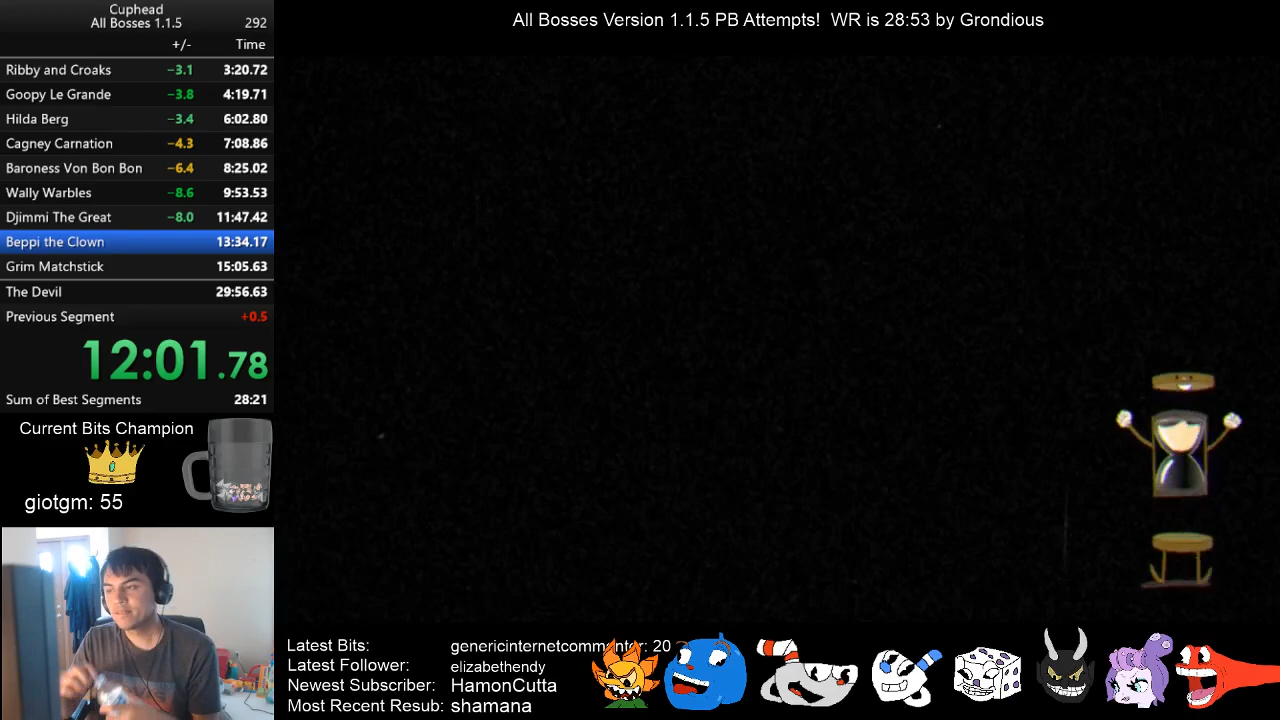 Cuphead
All Bosses 1.1.5 292
+/- Time
Ribby and Croaks -3.1 3:20.72
Goopy Le Grande -3.8 4:19.71
Hilda Berg -3.4 6:02.80
Cagney Carnation -4.3 7:08.86
Baroness Von Bon Bon -6.4 8:25.02
Wally Warbles -8.6 9:53.53
Djimmi The Great -8.0 11:47.42
Beppi the Clown 13:34.17
Grim Matchstick 15:05.63
The Devil 29:56.63
Previous Segment +0.5
12:01.78
Sum of Best Segments 28:21
Current Bits Champion
giotgm: 55
All Bosses Version 1.1.5 PB Attempts! WR is 28:53 by Grondious
Latest Bits: genericinternetcommenter: 20
Latest Follower: elizabethendy
Newest Subscriber: HamonCutta
Most Recent Resub: shamana